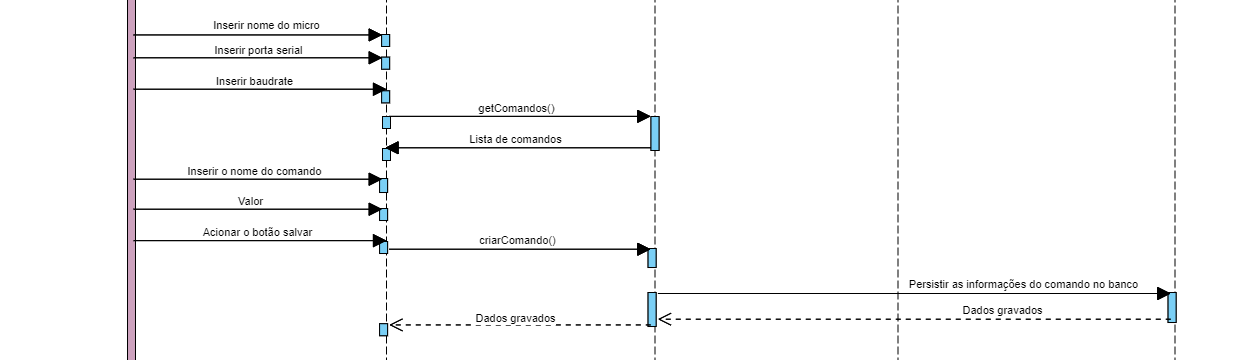 Inserir nome do micro
Inserir porta serial
Inserir baudrate
getComandos()
Lista de comandos
Inserir o nome do comando
Valor
Acionar o botão salvar
criarComando()
Persistir as informações do comando no banco
Dados gravados
Dados gravados